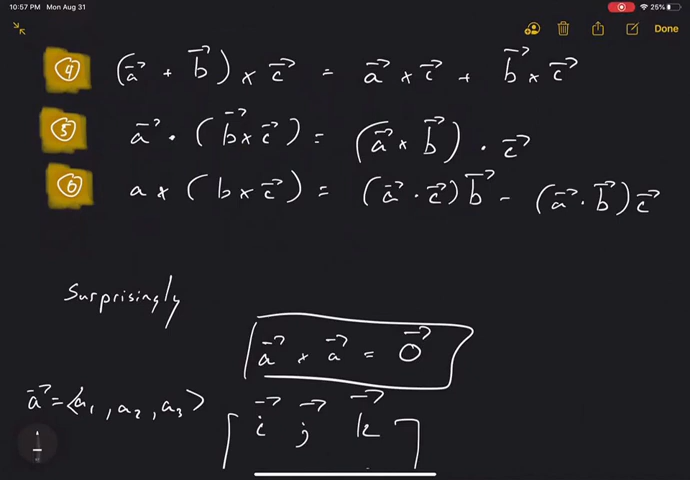 10:57 PM Mon Aug 31 25%
Done
④ (a⃗ + b⃗) × c⃗ = a⃗ × c⃗ + b⃗ × c⃗
⑤ a⃗ · (b⃗ × c⃗) = (a⃗ × b⃗) · c⃗
⑥ a × (b × c⃗) = (a⃗ · c⃗) b⃗ - (a⃗ · b⃗) c⃗
Surprisingly
a⃗ × a⃗ = 0⃗
a⃗ = <a₁, a₂, a₃>
i⃗ j⃗ k⃗